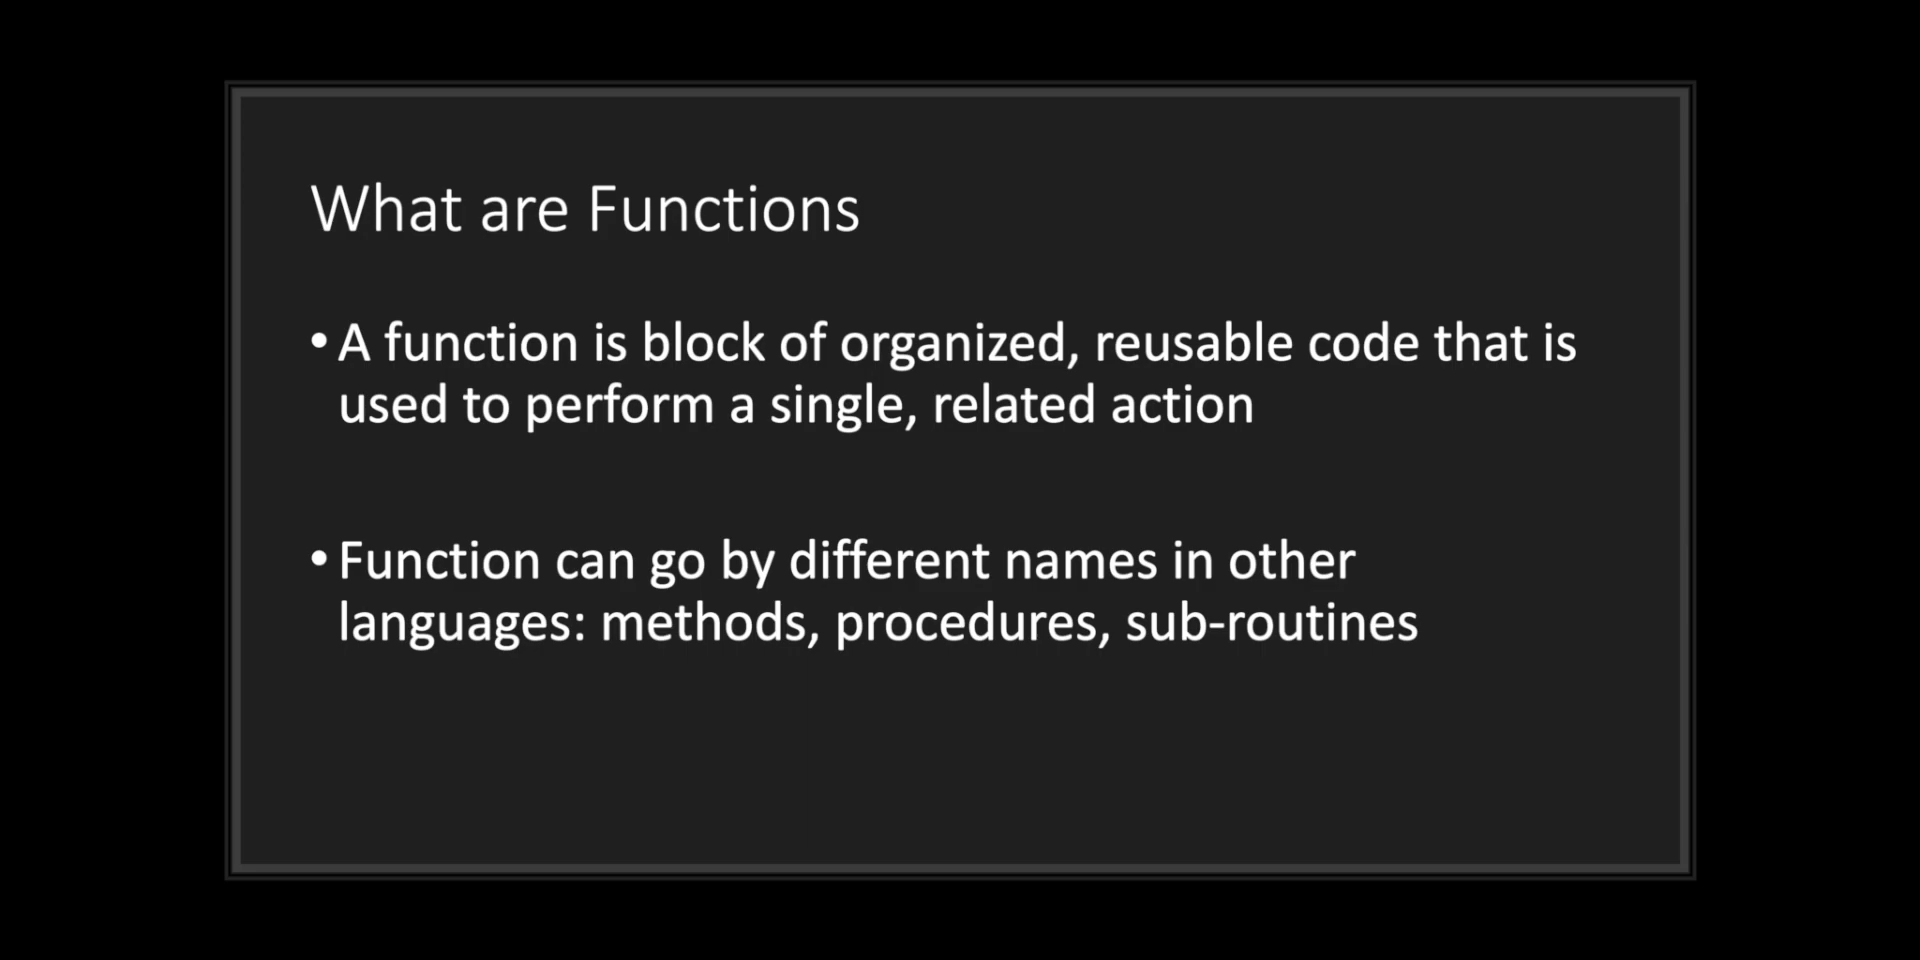 What are Functions
• A function is block of organized, reusable code that is
used to perform a single, related action
• Function can go by different names in other
languages: methods, procedures, sub-routines